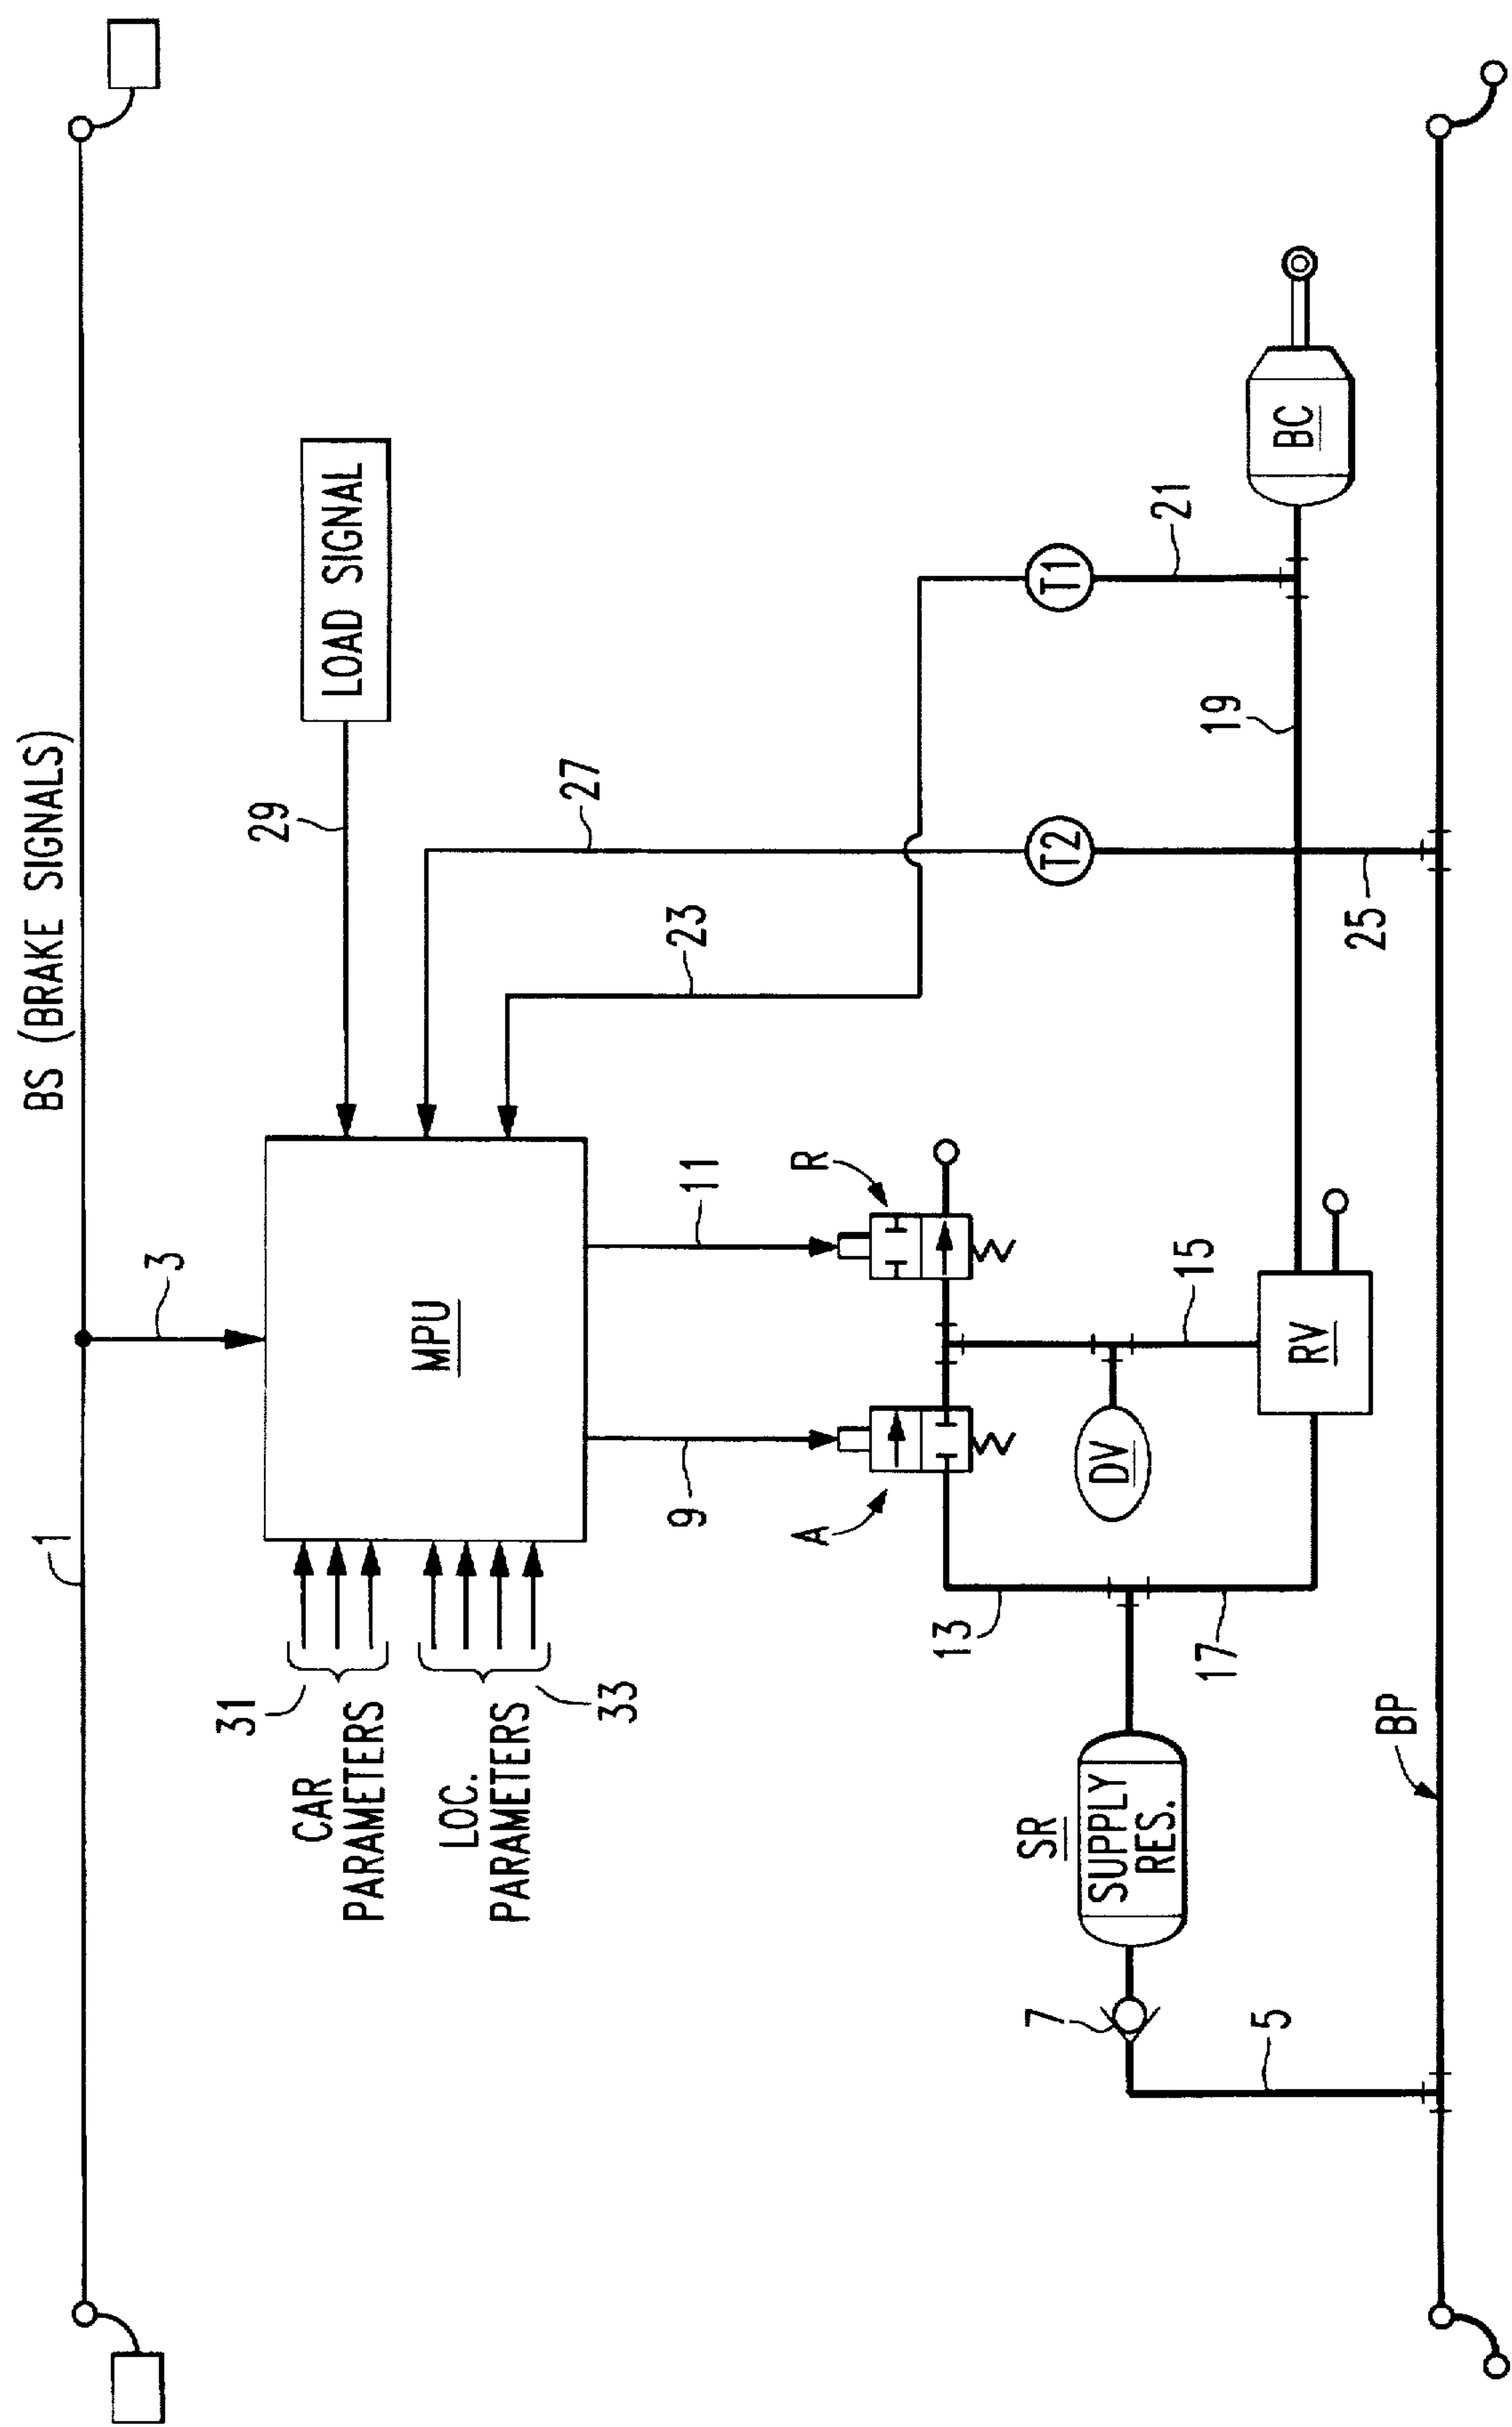 BS (BRAKE SIGNALS)
1
3
29
LOAD SIGNAL
31
CAR
PARAMETERS
LOC.
PARAMETERS
33
MPU
27
23
9
11
A
R
T2
T1
21
13
DV
15
SR
SUPPLY
RES.
7
17
RV
19
BC
5
25
BP